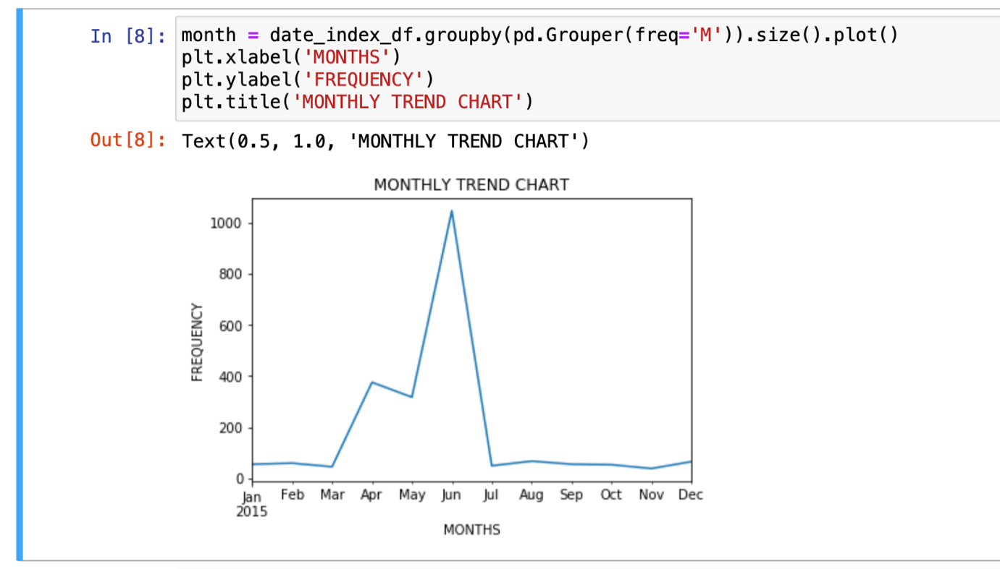 In [8]: month = date_index_df.groupby(pd.Grouper(freq='M')).size().plot()
plt.xlabel('MONTHS')
plt.ylabel('FREQUENCY')
plt.title('MONTHLY TREND CHART')
Out[8]: Text(0.5, 1.0, 'MONTHLY TREND CHART')
MONTHLY TREND CHART
1000
800
600
400
200
0
FREQUENCY
Jan Feb Mar Apr May Jun Jul Aug Sep Oct Nov Dec
2015
MONTHS